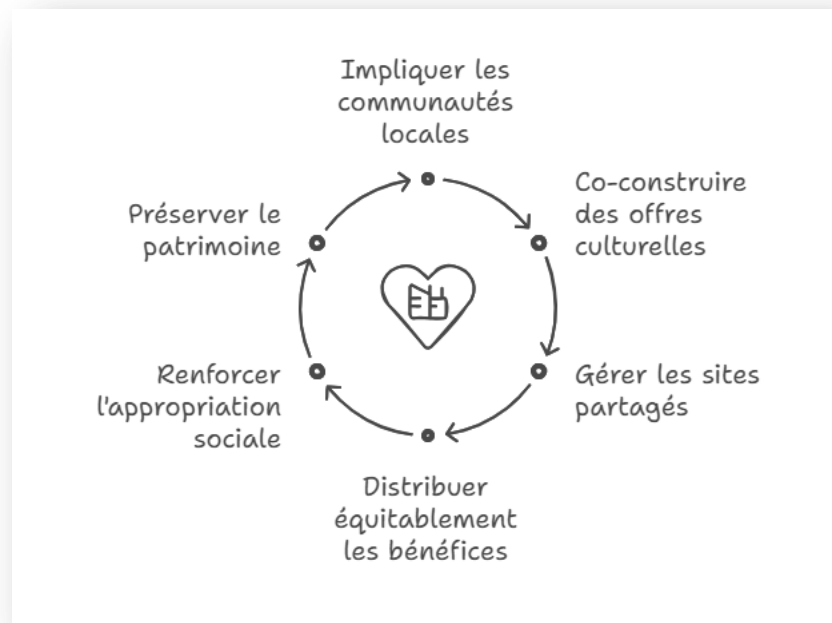 Impliquer les
communautés
locales
Co-construire
des offres
culturelles
Gérer les sites
partagés
Distribuer
équitablement
les bénéfices
Renforcer
l'appropriation
sociale
Préserver le
patrimoine